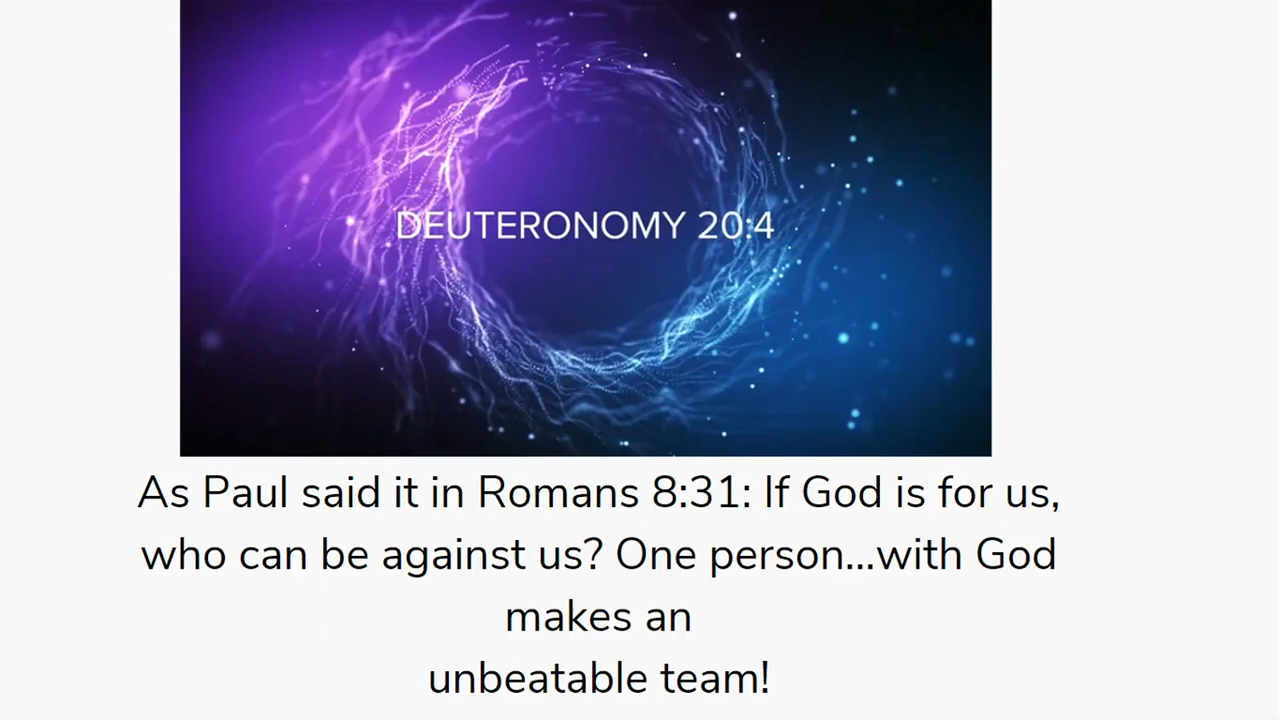 DEUTERONOMY 20:4
As Paul said it in Romans 8:31: If God is for us,
who can be against us? One person...with God
makes an
unbeatable team!